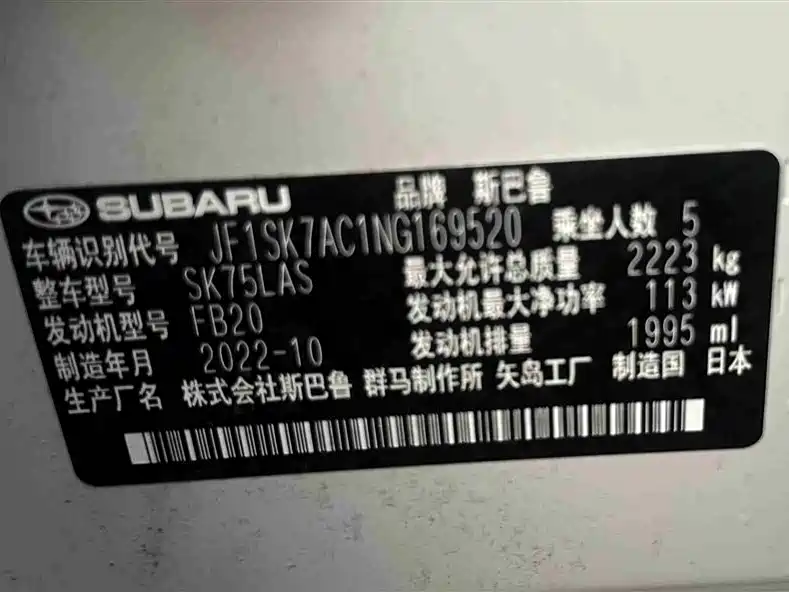 SUBARU 品牌 斯巴鲁
车辆识别代号 JF1SK7AC1NG169520 乘坐人数 5
整车型号 SK75LAS 最大允许总质量 2223 kg
发动机型号 FB20 发动机最大净功率 113 kW
制造年月 2022-10 发动机排量 1995 ml
生产厂名 株式会社斯巴鲁 群马制作所 矢岛工厂 制造国 日本